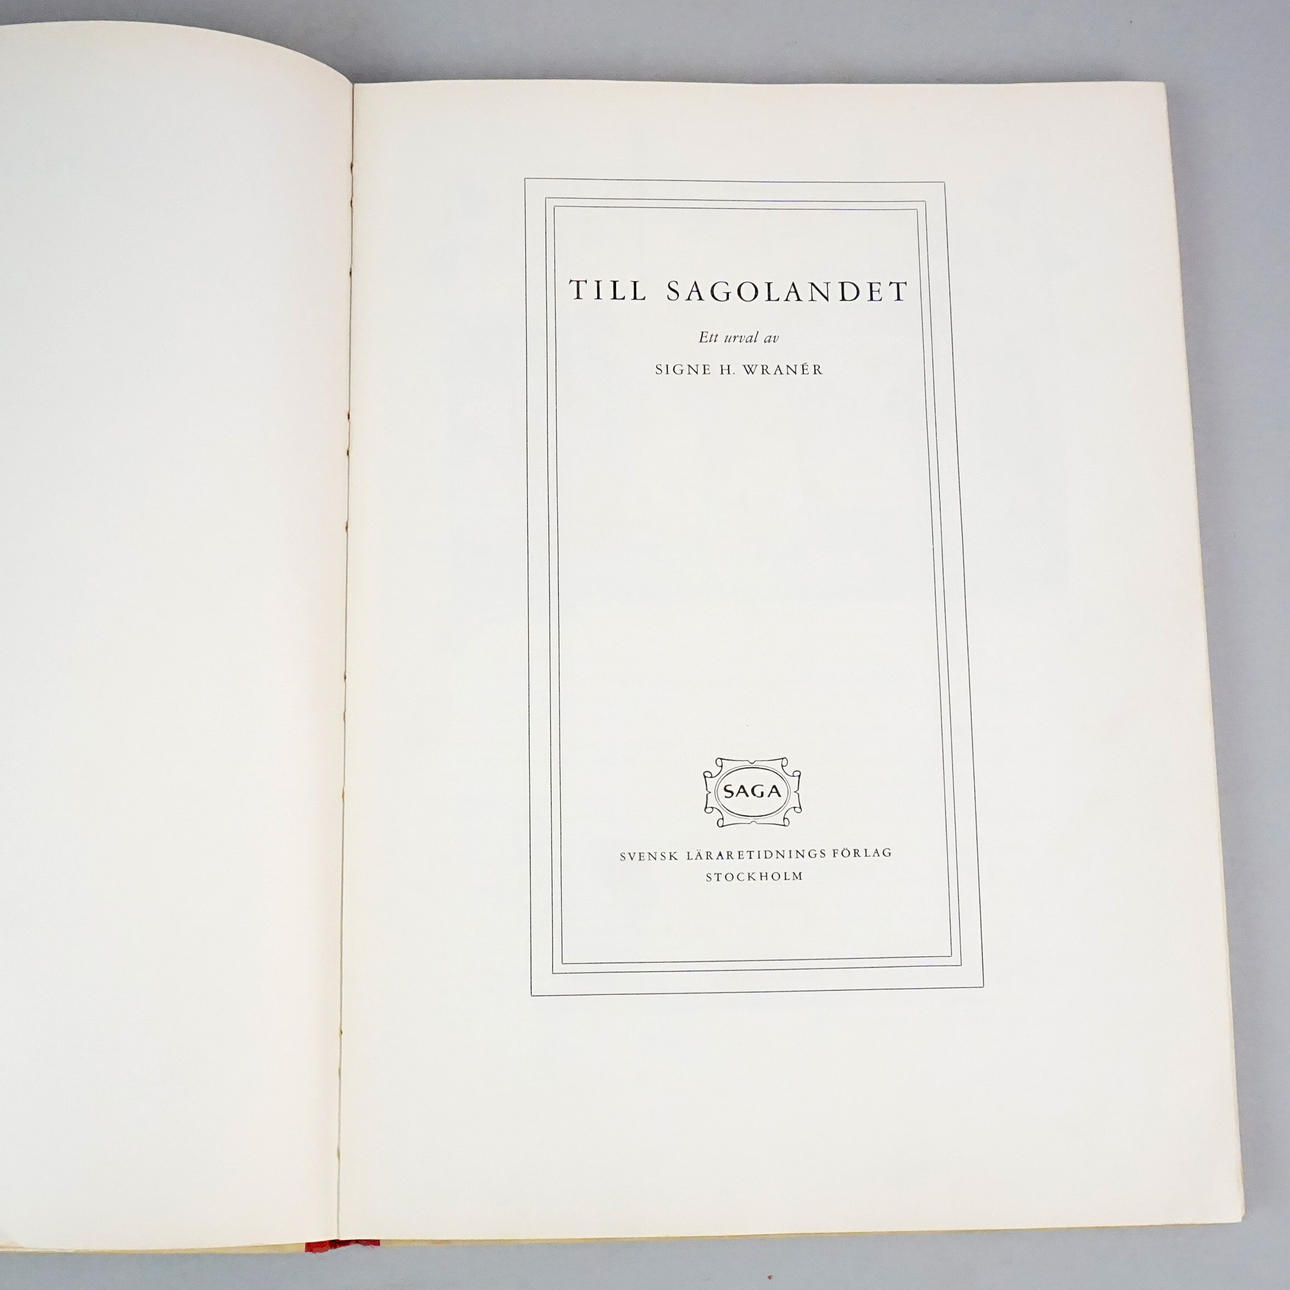 TILL SAGOLANDET
Ett urval av
SIGNE H. WRANÉR
SAGA
SVENSK LÄRARETIDNINGS FÖRLAG
STOCKHOLM